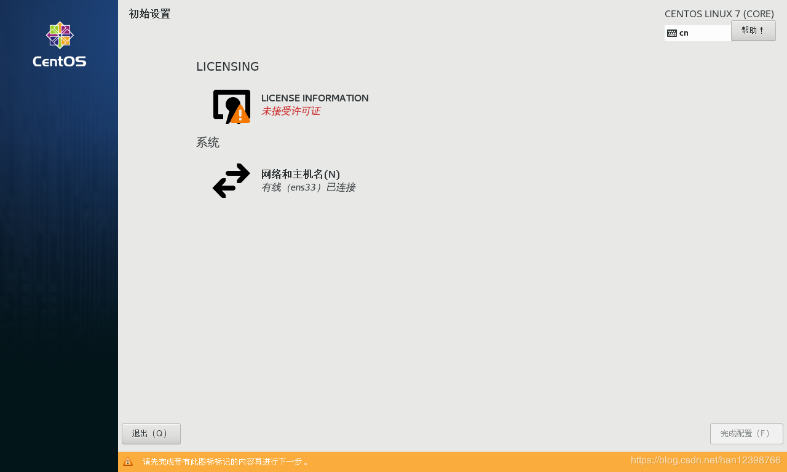 CentOS
初始设置
CENTOS LINUX 7 (CORE)
cn
帮助！
LICENSING
LICENSE INFORMATION
未接受许可证
系统
网络和主机名(N)
有线（ens33）已连接
退出（Q）
完成配置（F）
请先完成带有此图标标记的内容再进行下一步。
https://blog.csdn.net/han12398766